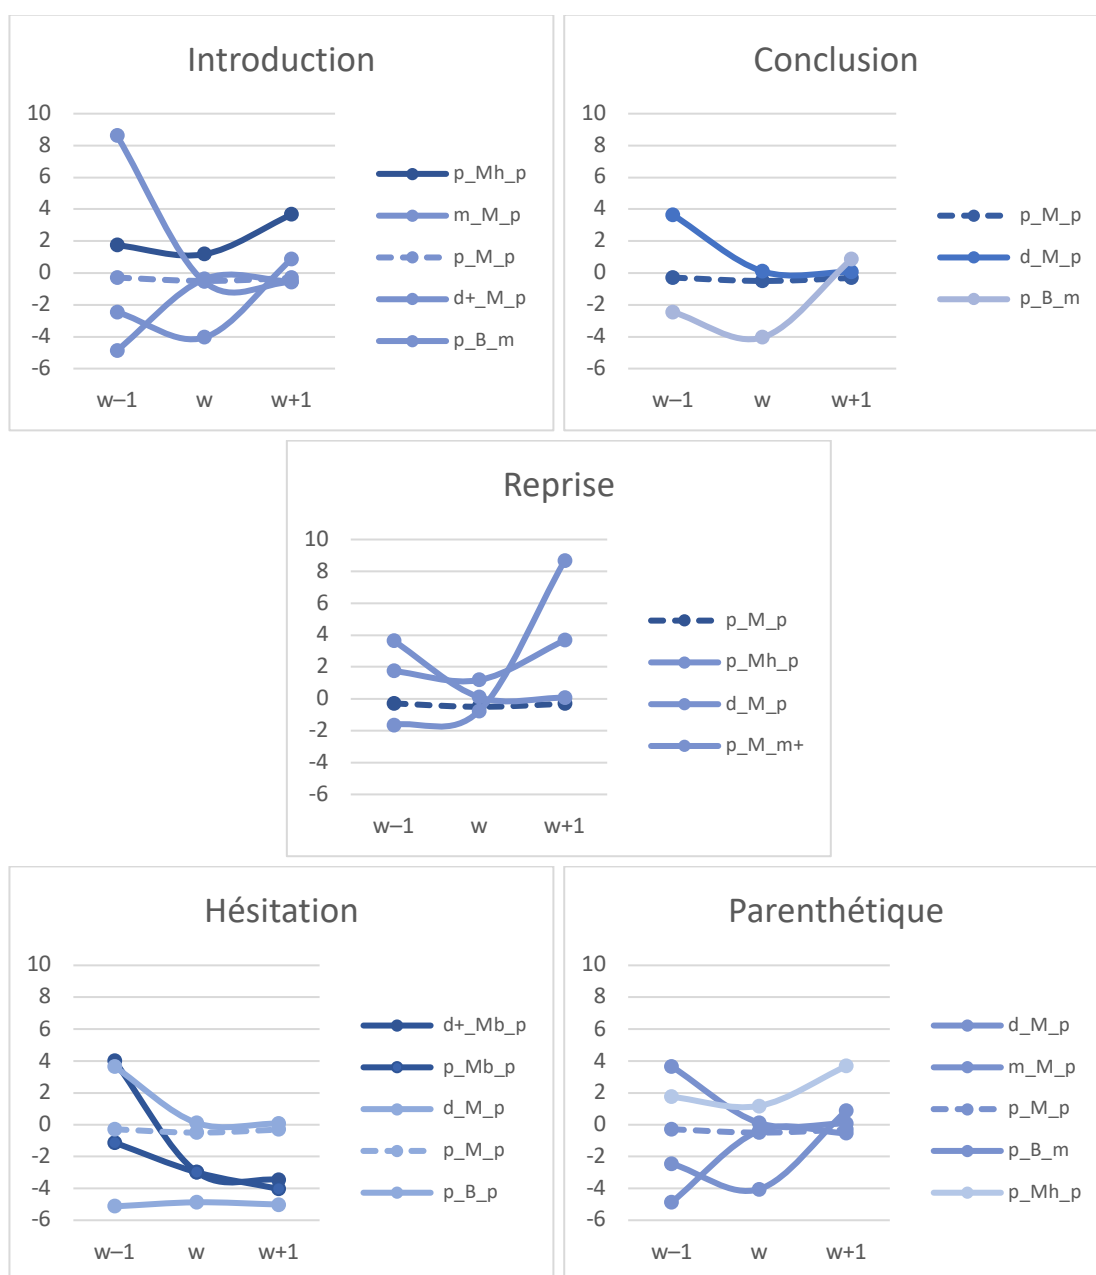 Introduction
10
8
6
4
2
0
-2
-4
-6
w–1 w w+1
p_Mh_p
m_M_p
p_M_p
d+_M_p
p_B_m
Conclusion
10
8
6
4
2
0
-2
-4
-6
w–1 w w+1
p_M_p
d_M_p
p_B_m
Reprise
10
8
6
4
2
0
-2
-4
-6
w–1 w w+1
p_M_p
p_Mh_p
d_M_p
p_M_m+
Hésitation
10
8
6
4
2
0
-2
-4
-6
w–1 w w+1
d+_Mb_p
p_Mb_p
d_M_p
p_M_p
p_B_p
Parenthétique
10
8
6
4
2
0
-2
-4
-6
w–1 w w+1
d_M_p
m_M_p
p_M_p
p_B_m
p_Mh_p